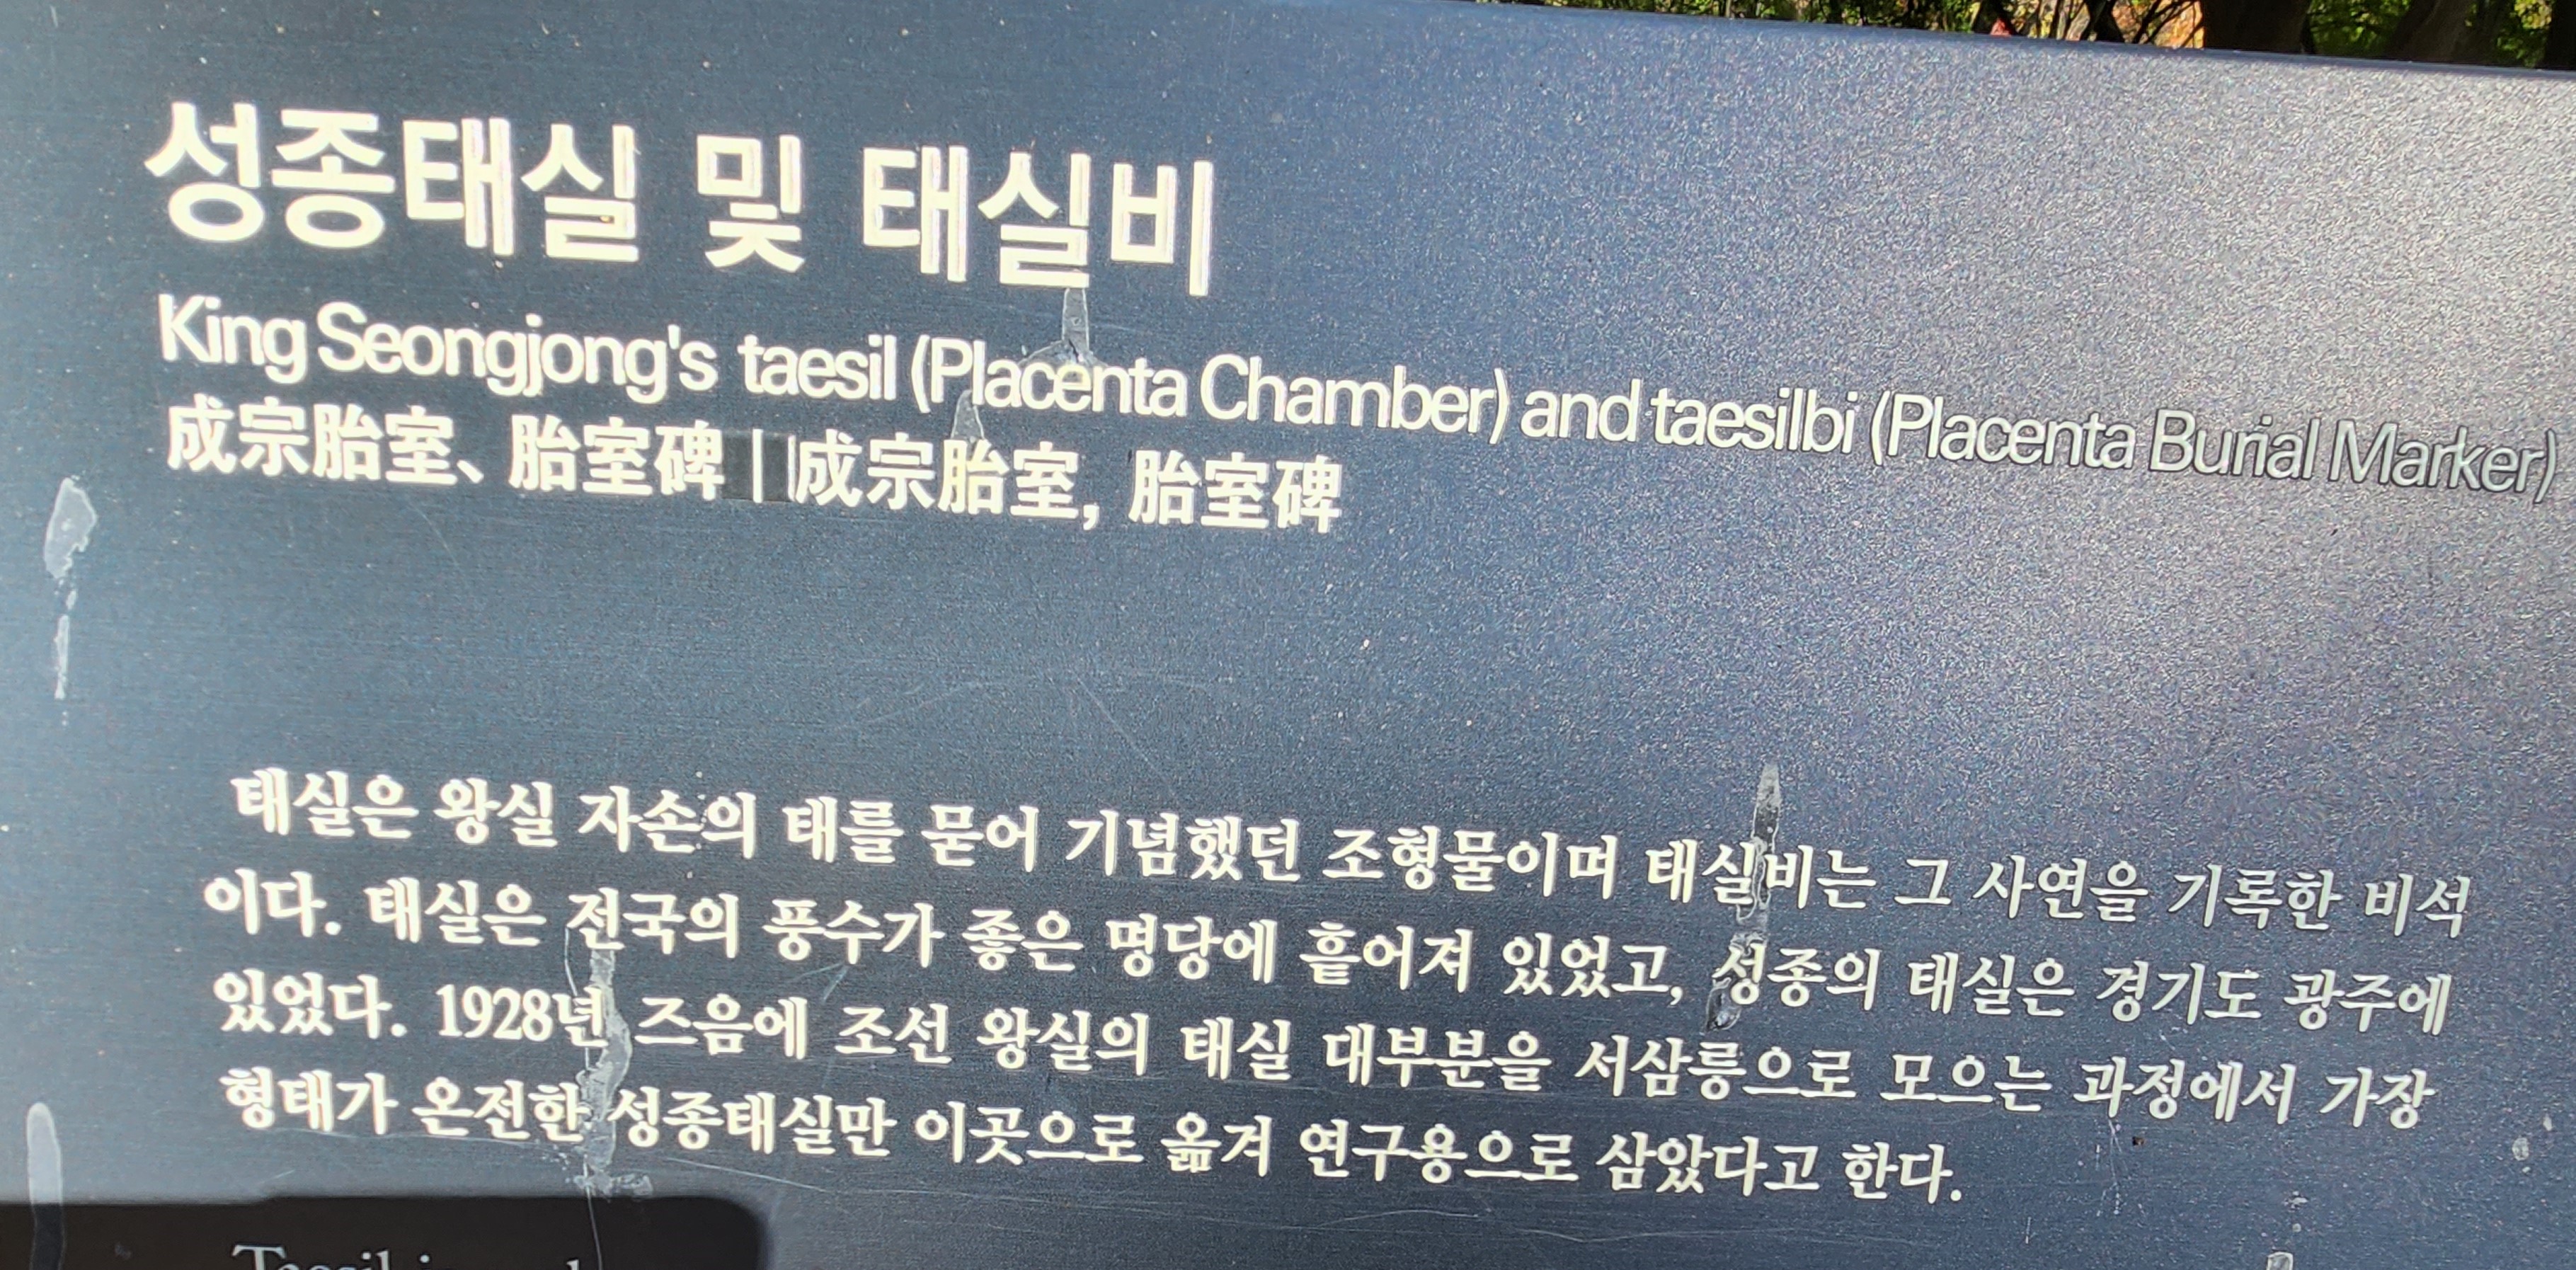 성종태실 및 태실비
King Seongjong's taesil (Placenta Chamber) and taesilbi (Placenta Burial Marker)
成宗胎室、胎室碑 | 成宗胎室, 胎室碑
태실은 왕실 자손의 태를 묻어 기념했던 조형물이며 태실비는 그 사연을 기록한 비석
이다. 태실은 전국의 풍수가 좋은 명당에 흩어져 있었고, 성종의 태실은 경기도 광주에
있었다. 1928년 즈음에 조선 왕실의 태실 대부분을 서삼릉으로 모으는 과정에서 가장
형태가 온전한 성종태실만 이곳으로 옮겨 연구용으로 삼았다고 한다.